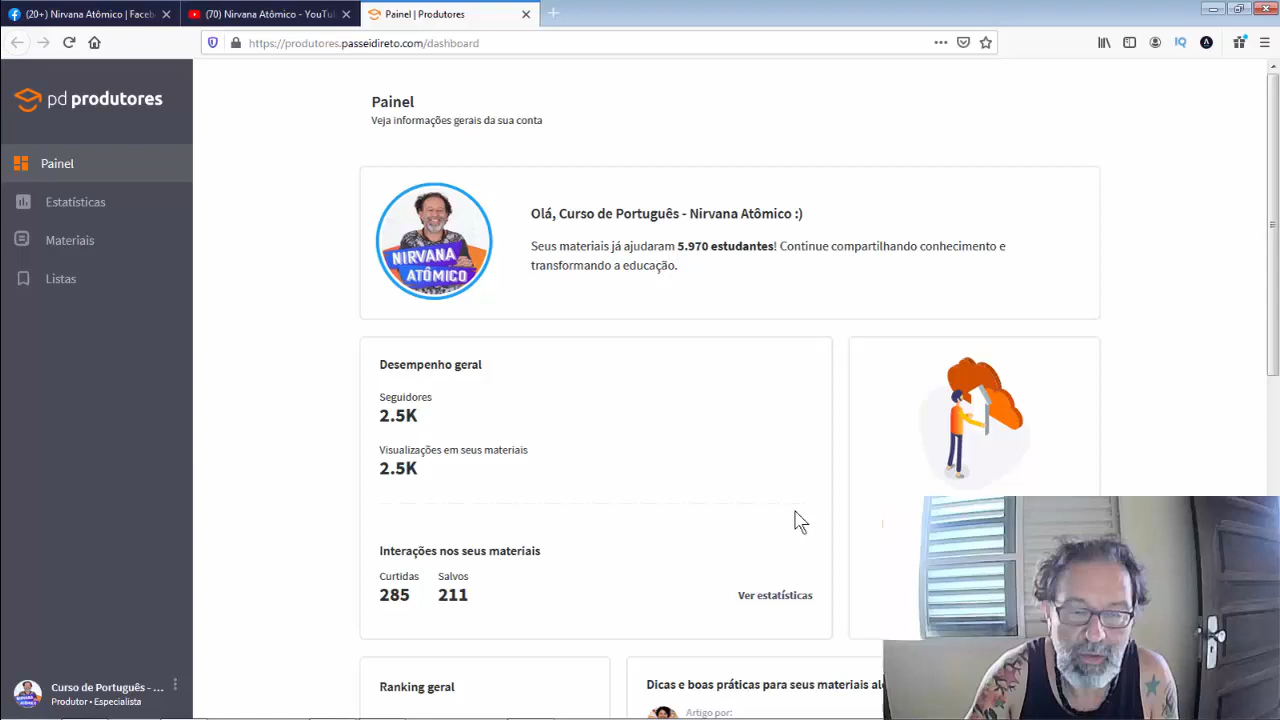 (20+) Nirvana Atômico | Faceb
(70) Nirvana Atômico - YouTu
Painel | Produtores
https://produtores.passeidireto.com/dashboard
IQ
pd produtores
Painel
Estatísticas
Materiais
Listas
Painel
Veja informações gerais da sua conta
NIRVANA
ATÔMICO
Olá, Curso de Português - Nirvana Atômico :)
Seus materiais já ajudaram 5.970 estudantes! Continue compartilhando conhecimento e
transformando a educação.
Desempenho geral
Seguidores
2.5K
Visualizações em seus materiais
2.5K
Interações nos seus materiais
Curtidas Salvos
285 211
Ver estatísticas
Ranking geral
Dicas e boas práticas para seus materiais al
Artigo por:
Curso de Português - ...
Produtor • Especialista